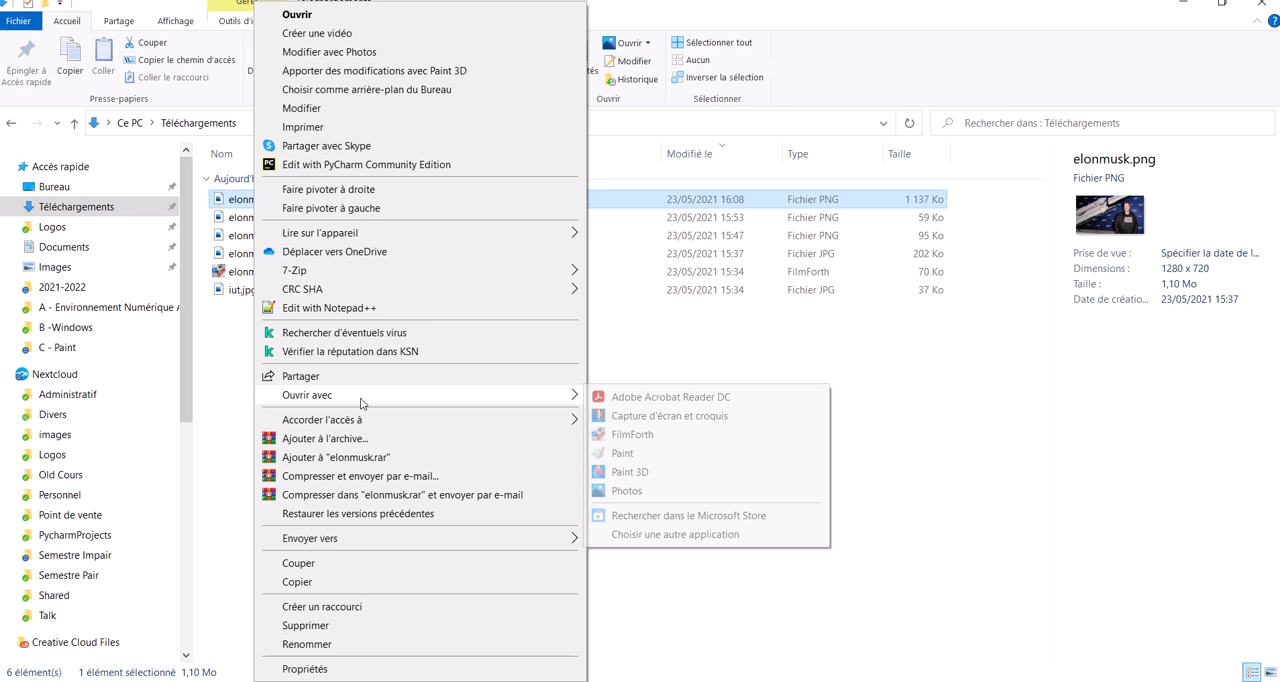 Fichier Accueil Partage Affichage
Couper
Copier le chemin d'accès
Coller le raccourci
Épingler à
Accès rapide
Copier
Coller
Presse-papiers
Ouvrir
Modifier
Historique
Ouvrir
Sélectionner tout
Aucun
Inverser la sélection
Sélectionner
Ce PC > Téléchargements
Rechercher dans : Téléchargements
Accès rapide
Bureau
Téléchargements
Logos
Documents
Images
2021-2022
A - Environnement Numérique
B -Windows
C - Paint
Nextcloud
Administratif
Divers
images
Logos
Old Cours
Personnel
Point de vente
PycharmProjects
Semestre Impair
Semestre Pair
Shared
Talk
Creative Cloud Files
6 élément(s) 1 élément sélectionné 1,10 Mo
Nom Modifié le Type Taille
23/05/2021 16:08 Fichier PNG 1 137 Ko
23/05/2021 15:53 Fichier PNG 59 Ko
23/05/2021 15:47 Fichier PNG 95 Ko
23/05/2021 15:37 Fichier JPG 202 Ko
23/05/2021 15:34 FilmForth 70 Ko
iut.jpg 23/05/2021 15:34 Fichier JPG 37 Ko
Ouvrir
Créer une vidéo
Modifier avec Photos
Apporter des modifications avec Paint 3D
Choisir comme arrière-plan du Bureau
Modifier
Imprimer
Partager avec Skype
Edit with PyCharm Community Edition
Faire pivoter à droite
Faire pivoter à gauche
Lire sur l'appareil
Déplacer vers OneDrive
7-Zip
CRC SHA
Edit with Notepad++
Rechercher d'éventuels virus
Vérifier la réputation dans KSN
Partager
Ouvrir avec
Accorder l'accès à
Ajouter à l'archive...
Ajouter à "elonmusk.rar"
Compresser et envoyer par e-mail...
Compresser dans "elonmusk.rar" et envoyer par e-mail
Restaurer les versions précédentes
Envoyer vers
Couper
Copier
Créer un raccourci
Supprimer
Renommer
Propriétés
Adobe Acrobat Reader DC
Capture d'écran et croquis
FilmForth
Paint
Paint 3D
Photos
Rechercher dans le Microsoft Store
Choisir une autre application
elonmusk.png
Fichier PNG
Prise de vue : Spécifier la date de l...
Dimensions : 1280 x 720
Taille : 1,10 Mo
Date de créatio... 23/05/2021 15:37